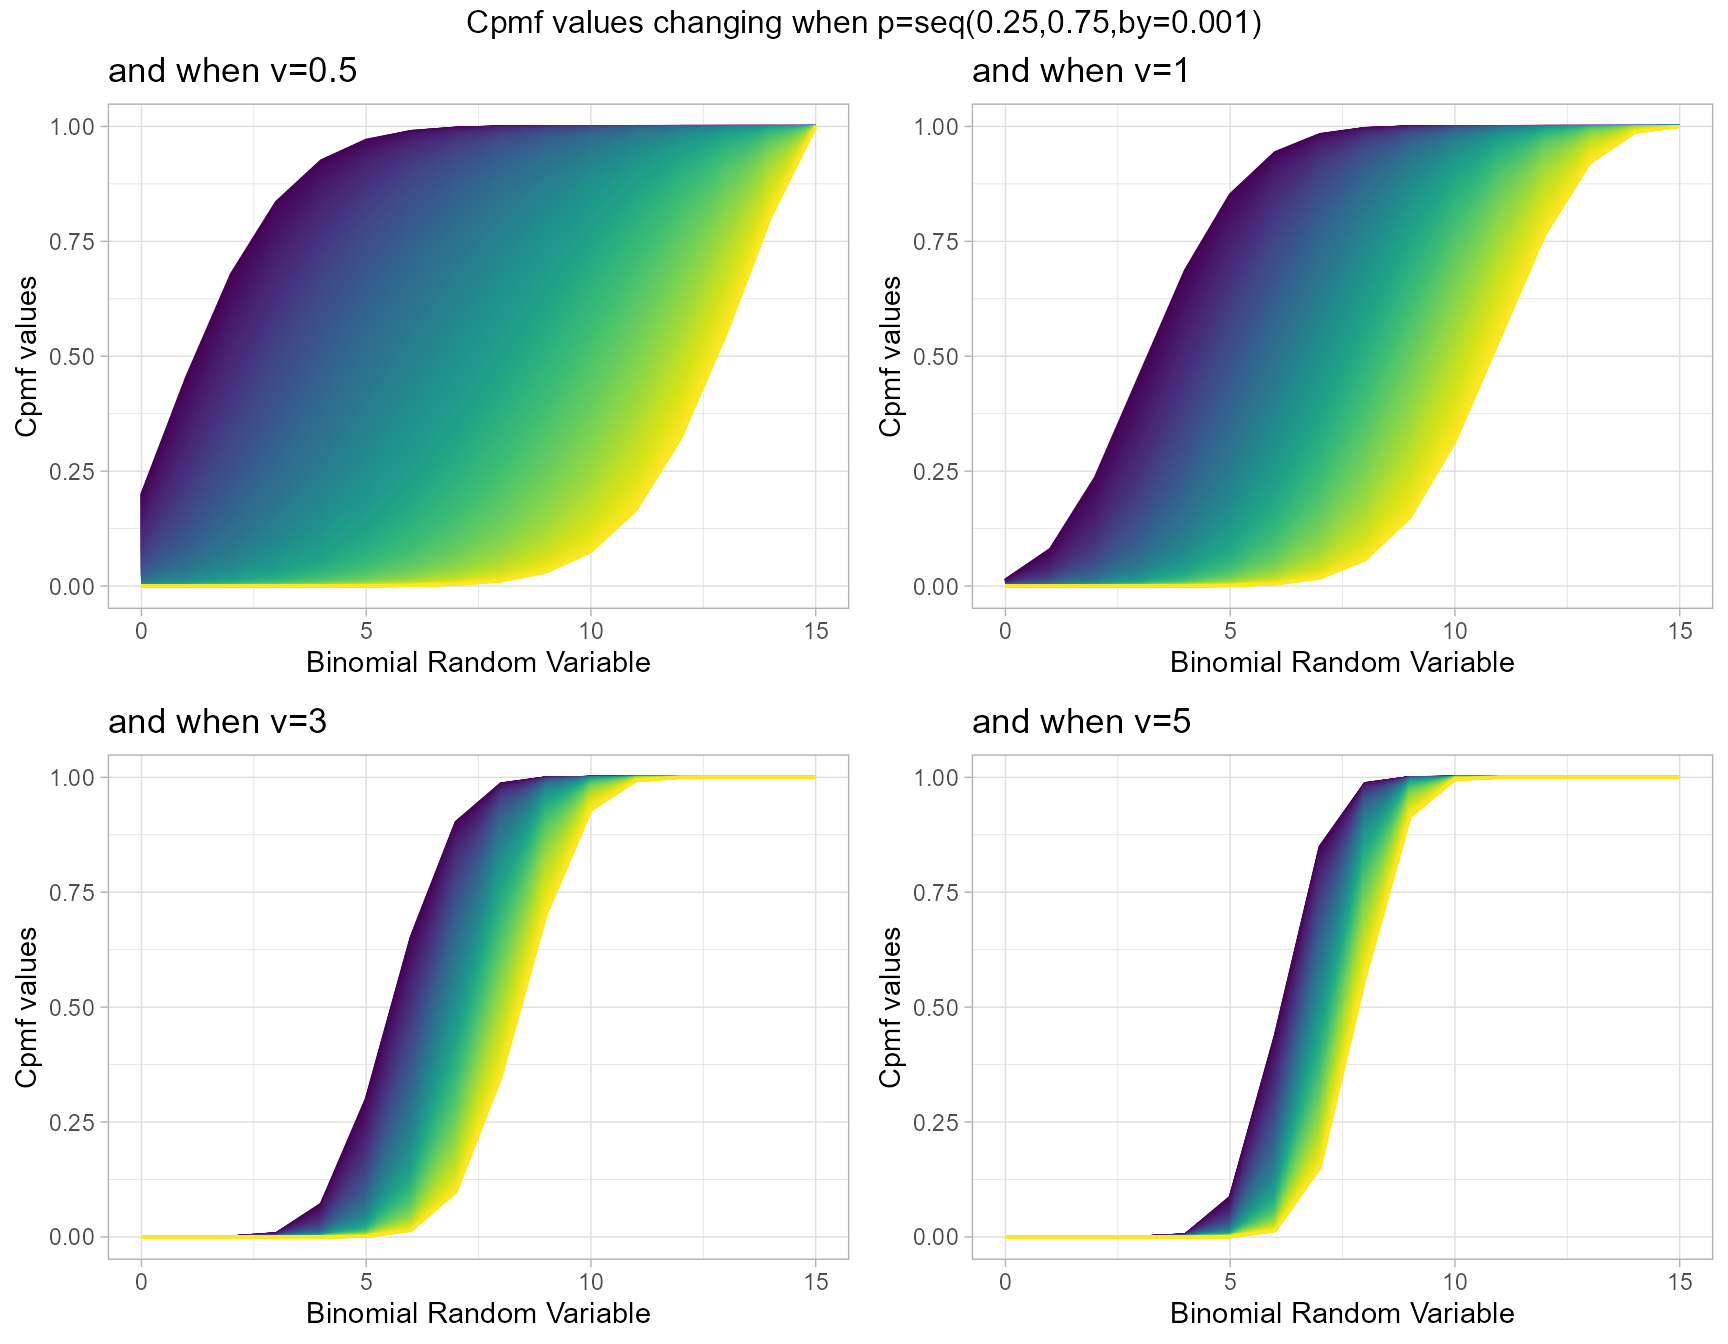 Cpmf values changing when p=seq(0.25,0.75,by=0.001)
and when v=0.5
1.00
0.75
0.50
0.25
0.00
Cpmf values
0 5 10 15
Binomial Random Variable
and when v=1
1.00
0.75
0.50
0.25
0.00
Cpmf values
0 5 10 15
Binomial Random Variable
and when v=3
1.00
0.75
0.50
0.25
0.00
Cpmf values
0 5 10 15
Binomial Random Variable
and when v=5
1.00
0.75
0.50
0.25
0.00
Cpmf values
0 5 10 15
Binomial Random Variable